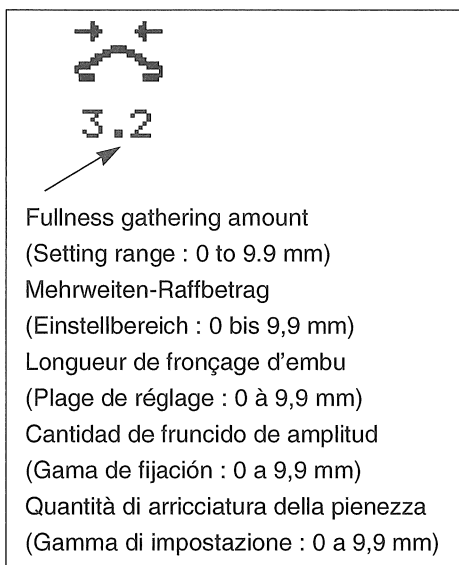 3.2
Fullness gathering amount
(Setting range : 0 to 9.9 mm)
Mehrweiten-Raffbetrag
(Einstellbereich : 0 bis 9,9 mm)
Longueur de fronçage d'embu
(Plage de réglage : 0 à 9,9 mm)
Cantidad de fruncido de amplitud
(Gama de fijación : 0 a 9,9 mm)
Quantità di arricciatura della pienezza
(Gamma di impostazione : 0 a 9,9 mm)